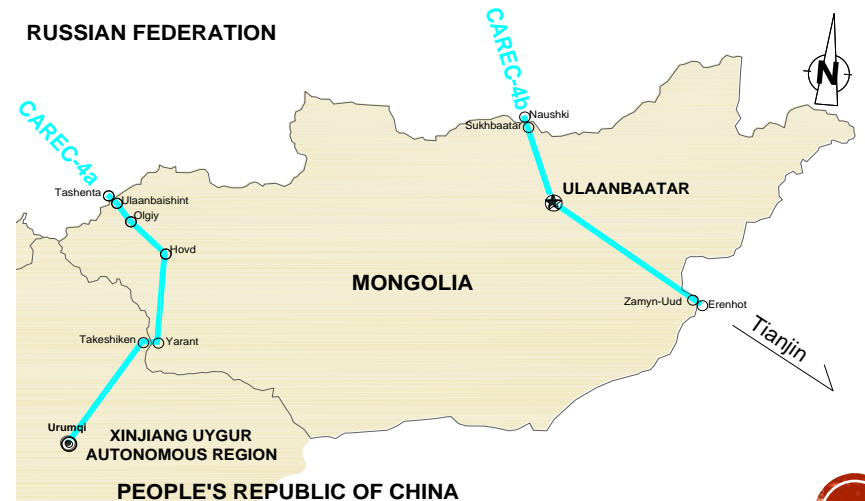 RUSSIAN FEDERATION
CAREC-4b
N
Naushki
Sukhbaatar
CAREC-4a
Tashenta
Ulaanbaishint
Olgiy
ULAANBAATAR
Hovd
MONGOLIA
Zamyn-Uud
Erenhot
Tianjin
Takeshiken
Yarant
Urumqi
XINJIANG UYGUR
AUTONOMOUS REGION
PEOPLE'S REPUBLIC OF CHINA